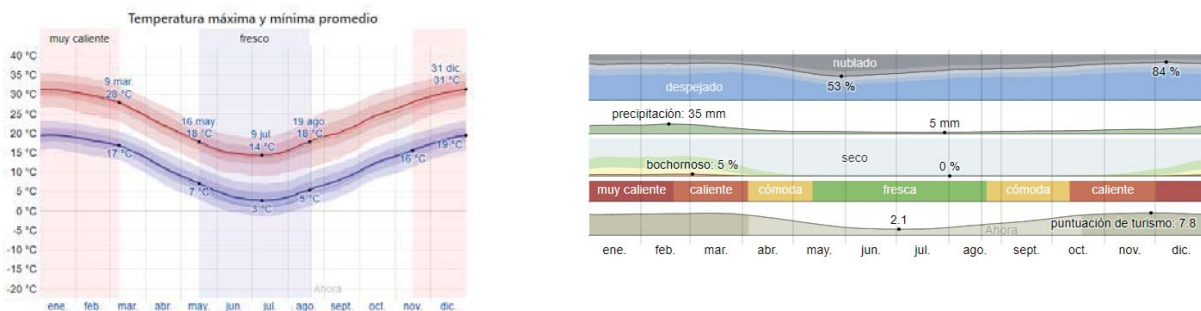 Temperatura máxima y mínima promedio
muy caliente
fresco
40 °C
35 °C
30 °C
25 °C
20 °C
15 °C
10 °C
5 °C
0 °C
-5 °C
-10 °C
-15 °C
-20 °C
9 mar.
28 °C
17 °C
16 may
18 °C
7 °C
9 jul
14 °C
3 °C
19 ago
18 °C
5 °C
16 °C
31 dic.
31 °C
19 °C
Ahora
ene. feb. mar. abr. may. jun. jul. ago. sept. oct. nov. dic.
nublado
despejado
53 %
84 %
precipitación: 35 mm
5 mm
bochornoso: 5 %
seco
0 %
muy caliente caliente cómoda fresca cómoda caliente
2.1
Ahora
puntuación de turismo: 7.8
ene. feb. mar. abr. may. jun. jul. ago. sept. oct. nov. dic.